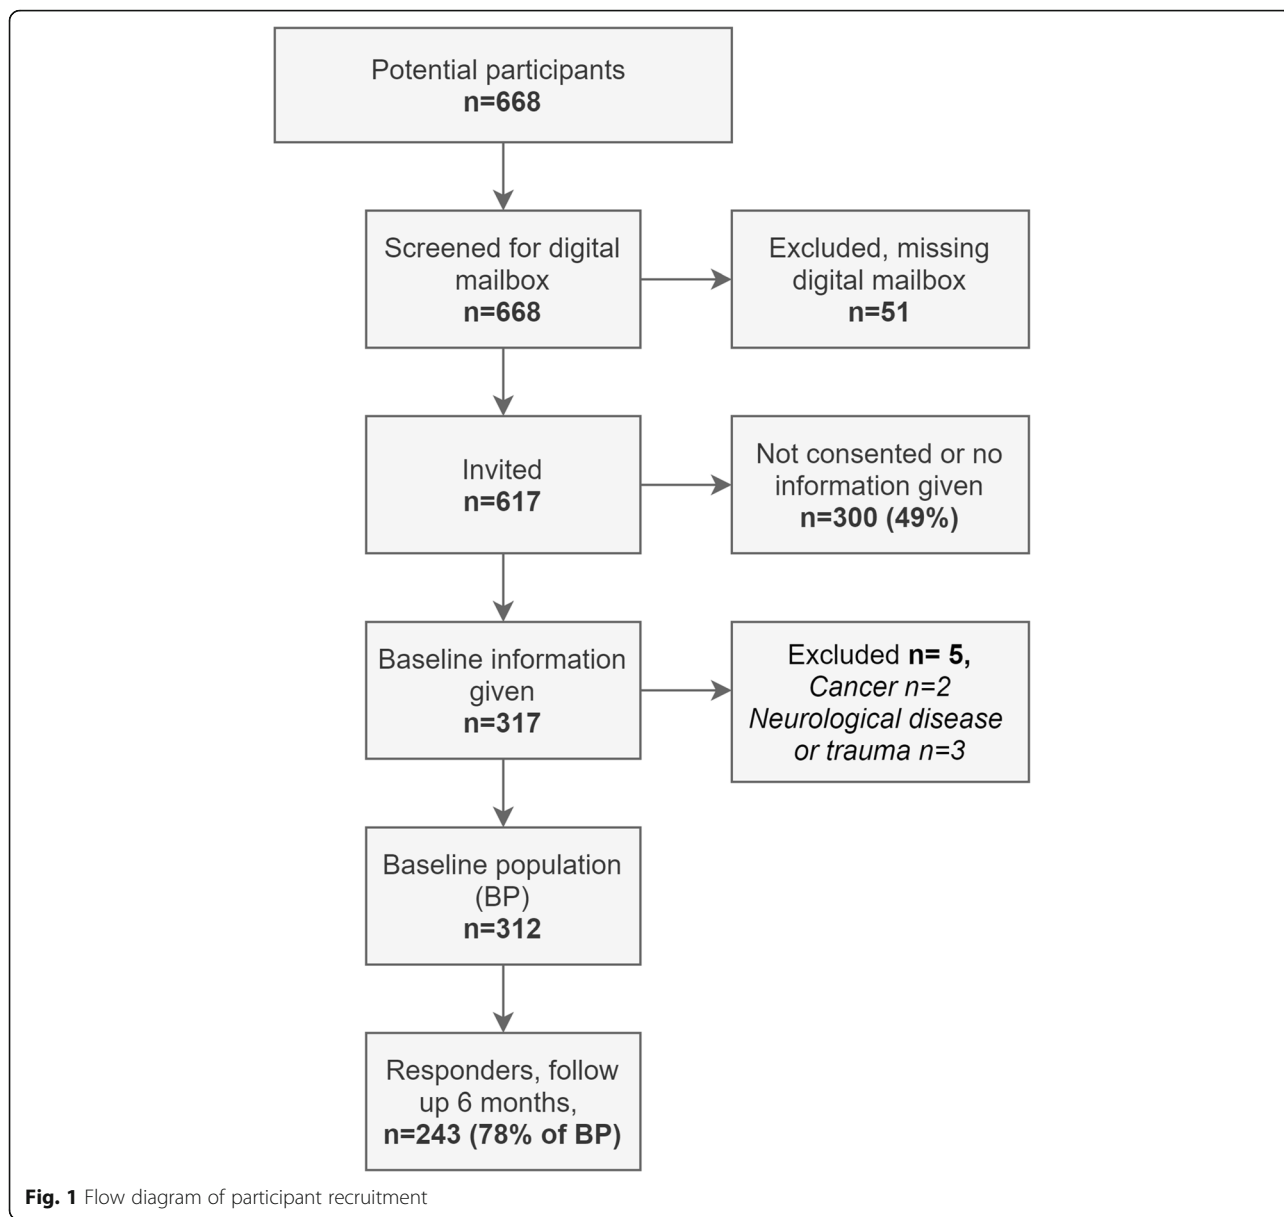 Potential participants
n=668
Screened for digital
mailbox
n=668
Excluded, missing
digital mailbox
n=51
Invited
n=617
Not consented or no
information given
n=300 (49%)
Baseline information
given
n=317
Excluded n= 5,
Cancer n=2
Neurological disease
or trauma n=3
Baseline population
(BP)
n=312
Responders, follow
up 6 months,
n=243 (78% of BP)
Fig. 1 Flow diagram of participant recruitment